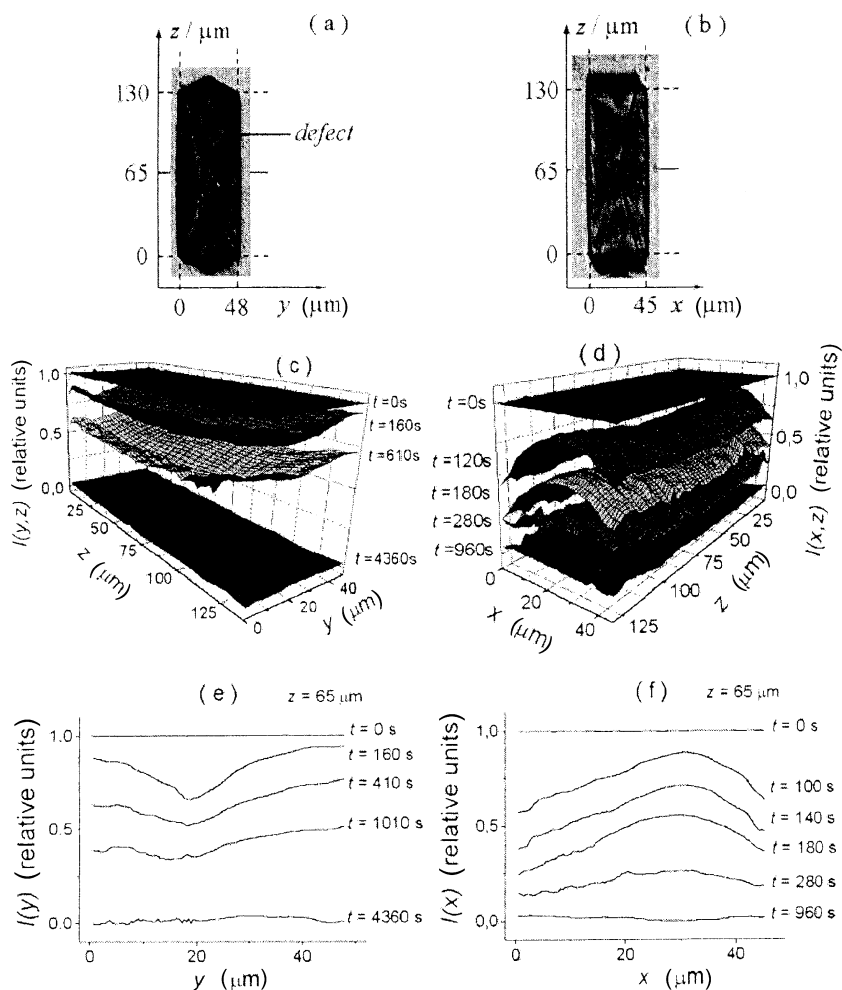 (a)
z / μm
130
65
0
defect
0 48 y (μm)
(b)
z / μm
130
65
0
0 45 x (μm)
(c)
I(y,z) (relative units)
1,0
0,5
0,0
t = 0s
t = 160s
t = 610s
t = 4360s
25
50
75
100
125
z (μm)
0
20
40
y (μm)
(d)
t = 0s
t = 120s
t = 180s
t = 280s
t = 960s
1,0
0,5
0,0
I(x,z) (relative units)
0
20
40
x (μm)
25
50
75
100
125
z (μm)
(e) z = 65 μm
I(y) (relative units)
1.0
0.5
0.0
t = 0 s
t = 160 s
t = 410 s
t = 1010 s
t = 4360 s
0 20 40
y (μm)
(f) z = 65 μm
I(x) (relative units)
1,0
0,5
0,0
t = 0 s
t = 100 s
t = 140 s
t = 180 s
t = 280 s
t = 960 s
0 20 40
x (μm)